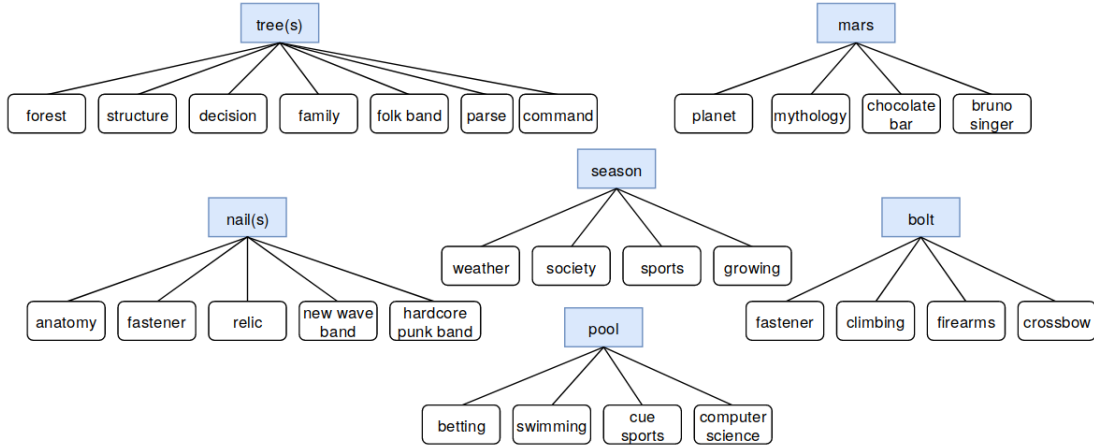 tree(s)
mars
forest
structure
decision
family
folk band
parse
command
planet
mythology
chocolate
bar
bruno
singer
season
nail(s)
bolt
weather
society
sports
growing
anatomy
fastener
relic
new wave
band
hardcore
punk band
fastener
climbing
firearms
crossbow
pool
betting
swimming
cue
sports
computer
science